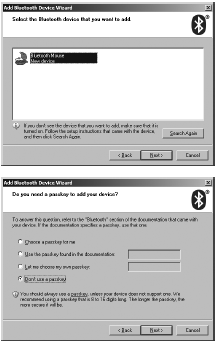 Add Bluetooth Device Wizard
Select the Bluetooth device that you want to add.
Bluetooth Mouse
New device
If you don't see the device that you want to add, make sure that it is
turned on. Follow the setup instructions that came with the device,
and then click Search Again.
Search Again
< Back
Next >
Cancel
Add Bluetooth Device Wizard
Do you need a passkey to add your device?
To answer this question, refer to the "Bluetooth" section of the documentation that came with
your device. If the documentation specifies a passkey, use that one.
Choose a passkey for me
Use the passkey found in the documentation:
Let me choose my own passkey:
Don't use a passkey
You should always use a passkey, unless your device does not support one. We
recommend using a passkey that is 8 to 16 digits long. The longer the passkey, the
more secure it will be.
< Back
Next >
Cancel